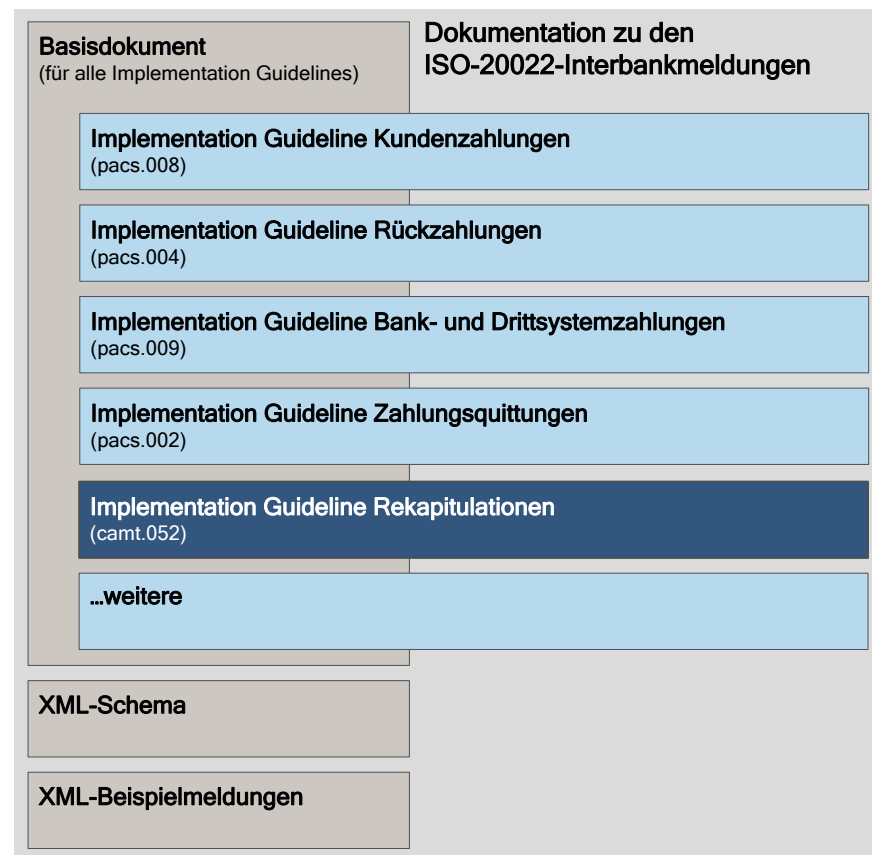 Basisdokument
(für alle Implementation Guidelines)
Dokumentation zu den
ISO-20022-Interbankmeldungen
Implementation Guideline Kundenzahlungen
(pacs.008)
Implementation Guideline Rückzahlungen
(pacs.004)
Implementation Guideline Bank- und Drittsystemzahlungen
(pacs.009)
Implementation Guideline Zahlungsquittungen
(pacs.002)
Implementation Guideline Rekapitulationen
(camt.052)
...weitere
XML-Schema
XML-Beispielmeldungen